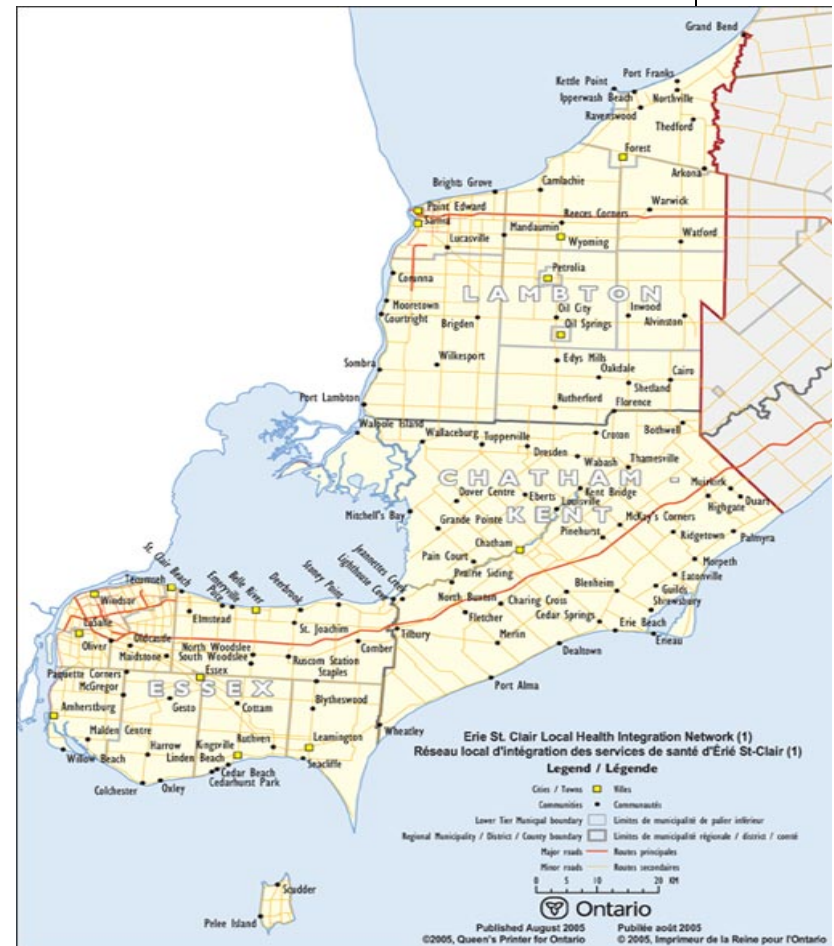 Grand Bend
Port Franks
Kettle Point
Ipperwash Beach
Northville
Ravenswood
Thedford
Forest
Arkona
Brights Grove
Camlachie
Point Edward
Warwick
Sarnia
Reeces Corners
Mandaumin
Lucasville
Wyoming
Watford
Petrolia
Corunna
LAMBTON
Mooretown
Oil City
Inwood
Courtright
Brigden
Oil Springs
Alvinston
Edys Mills
Sombra
Wilkesport
Oakdale
Cairo
Shetland
Port Lambton
Rutherford
Florence
Walpole Island
Wallaceburg
Tupperville
Croton
Bothwell
Dresden
Wabash
Thamesville
CHATHAM -
KENT
Dover Centre
Eberts
Kent Bridge
Muirkirk
Louisville
Duart
Highgate
Mitchell's Bay
Grande Pointe
McKay's Corners
Chatham
Pinehurst
Ridgetown
Palmyra
Pain Court
Morpeth
Prairie Siding
Eatonville
Jeannettes Creek
Lighthouse Cove
Stoney Point
Deerbrook
Belle River
Emeryville
Puce
St. Clair Beach
Tecumseh
Windsor
North Buxton
Charing Cross
Blenheim
Guilds
Shrewsbury
Elmstead
Fletcher
Cedar Springs
Erie Beach
LaSalle
St. Joachim
Tilbury
Merlin
Erieau
Oliver
Oldcastle
North Woodslee
Comber
Dealtown
Maidstone
South Woodslee
Ruscom Station
Paquette Corners
Essex
Staples
Port Alma
McGregor
ESSEX
Amherstburg
Gesto
Cottam
Blytheswood
Malden Centre
Wheatley
Harrow
Kingsville
Ruthven
Leamington
Willow Beach
Linden Beach
Seacliffe
Cedar Beach
Colchester
Oxley
Cedarhurst Park
Scudder
Pelee Island
Erie St. Clair Local Health Integration Network (1)
Réseau local d'intégration des services de santé d'Érié St-Clair (1)
Legend / Légende
Cities / Towns Villes
Communities Communautés
Lower Tier Municpal boundary Limites de municipalité de palier inférieur
Regional Municipality / District / County boundary Limites de municipalité régionale / district / comté
Major roads Routes principales
Minor roads Routes secondaires
0 5 10 20 KM
Ontario
Published August 2005 Publiée août 2005
©2005, Queen's Printer for Ontario © 2005, Imprimeur de la Reine pour l'Ontario